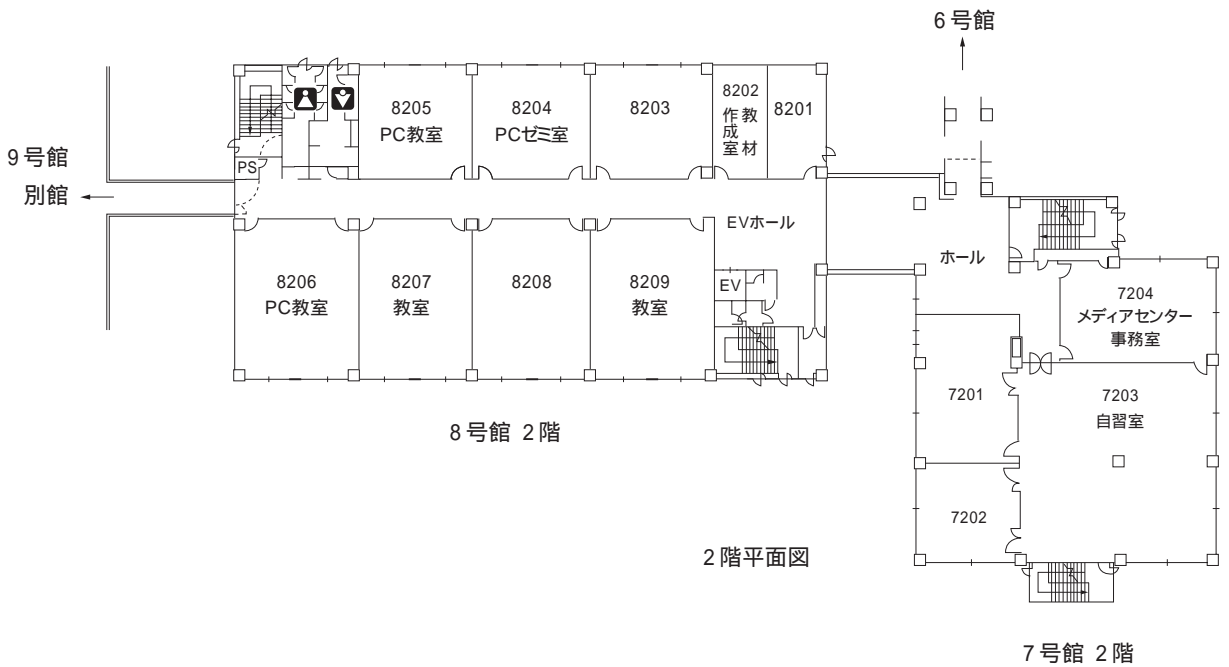 6号館
9号館
別館
PS
8205
PC教室
8204
PCゼミ室
8203
8202
教材
作成室
8201
EVホール
8206
PC教室
8207
教室
8208
8209
教室
EV
ホール
7204
メディアセンター
事務室
7201
7203
自習室
7202
8号館 2階
2階平面図
7号館 2階